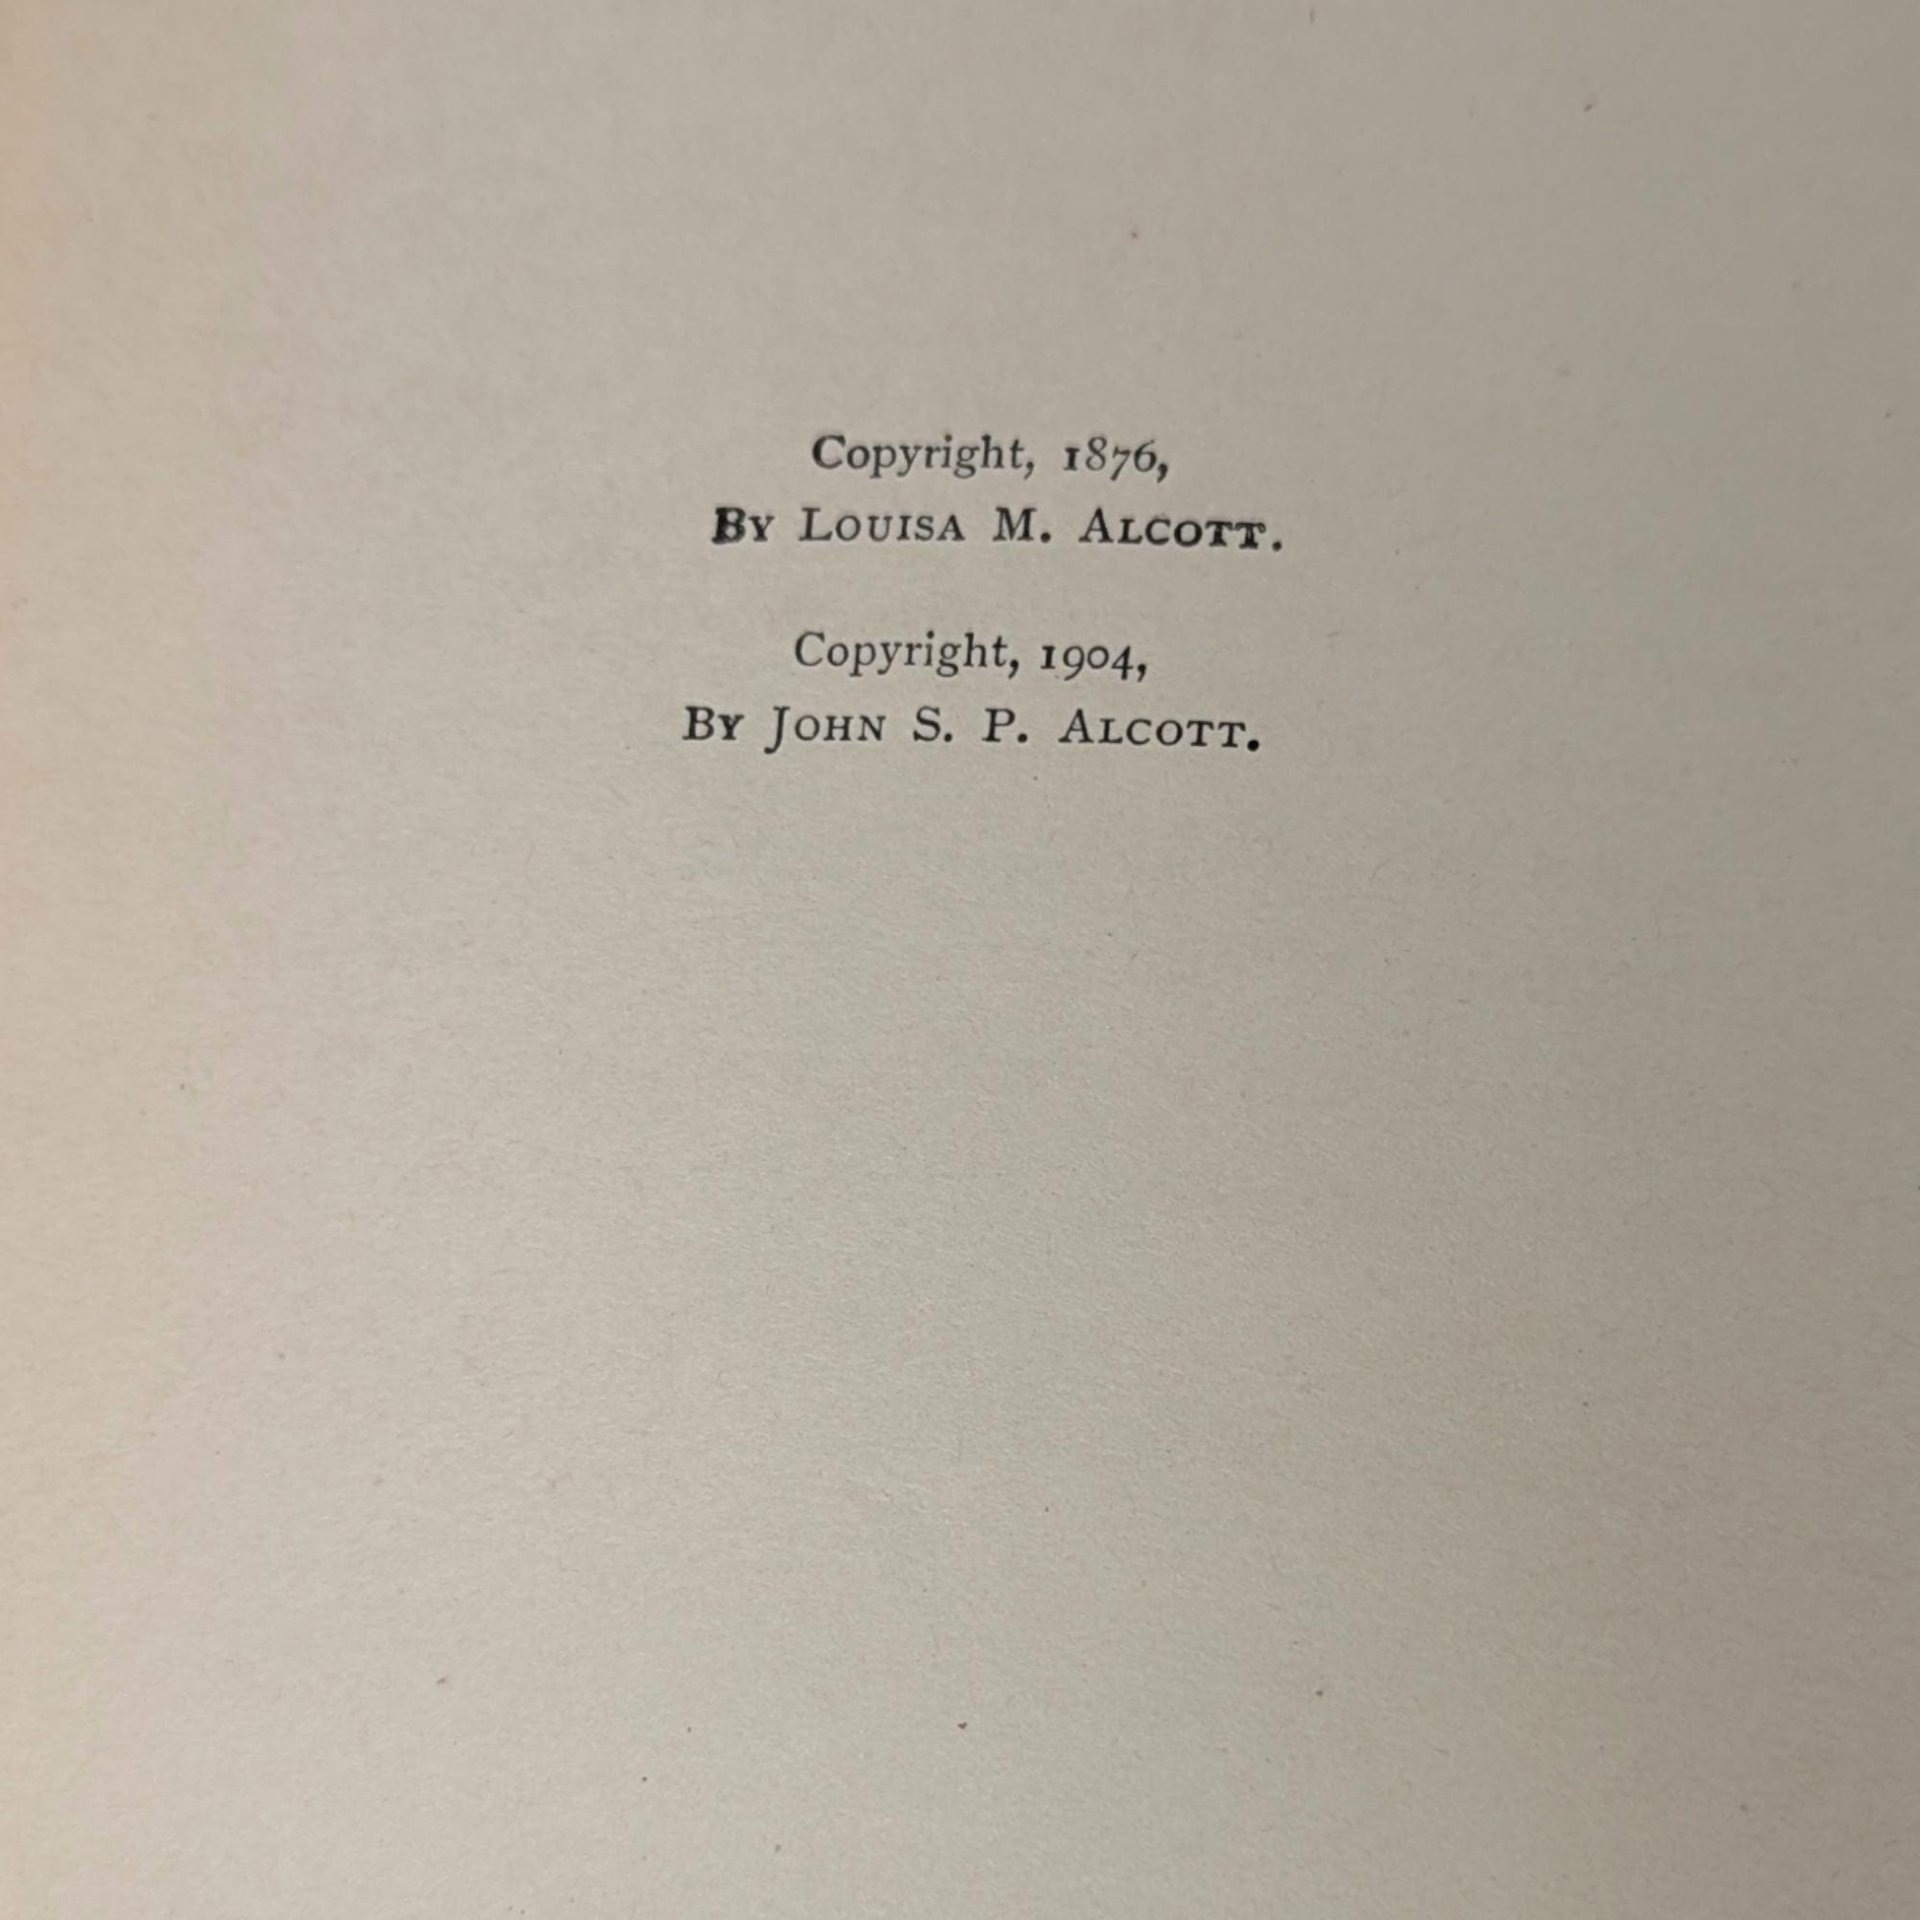 Copyright, 1876,
By Louisa M. Alcott.
Copyright, 1904,
By John S. P. Alcott.